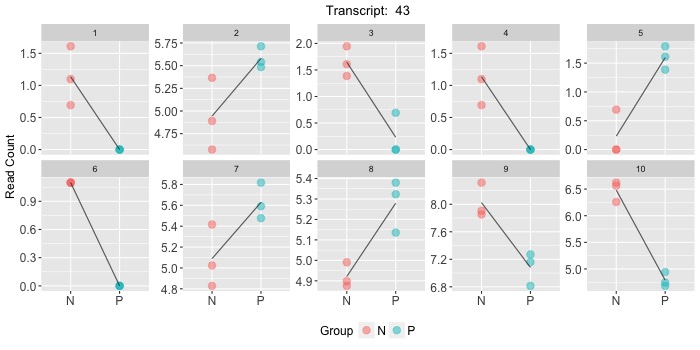 Transcript:  43
1 2 3 4 5
1.5 1.0 0.5 0.0
5.75 5.50 5.25 5.00 4.75
2.0 1.5 1.0 0.5 0.0
1.5 1.0 0.5 0.0
1.5 1.0 0.5 0.0
Read Count
6 7 8 9 10
0.9 0.6 0.3 0.0
5.8 5.6 5.4 5.2 5.0 4.8
5.4 5.3 5.2 5.1 5.0 4.9
8.0 7.6 7.2 6.8
6.5 6.0 5.5 5.0
N P N P N P N P N P
Group N P